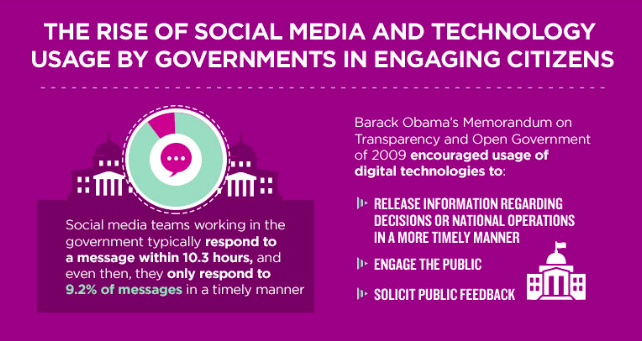 THE RISE OF SOCIAL MEDIA AND TECHNOLOGY
USAGE BY GOVERNMENTS IN ENGAGING CITIZENS
Social media teams working in the
government typically respond to
a message within 10.3 hours, and
even then, they only respond to
9.2% of messages in a timely manner
Barack Obama's Memorandum on
Transparency and Open Government
of 2009 encouraged usage of
digital technologies to:
RELEASE INFORMATION REGARDING
DECISIONS OR NATIONAL OPERATIONS
IN A MORE TIMELY MANNER
ENGAGE THE PUBLIC
SOLICIT PUBLIC FEEDBACK